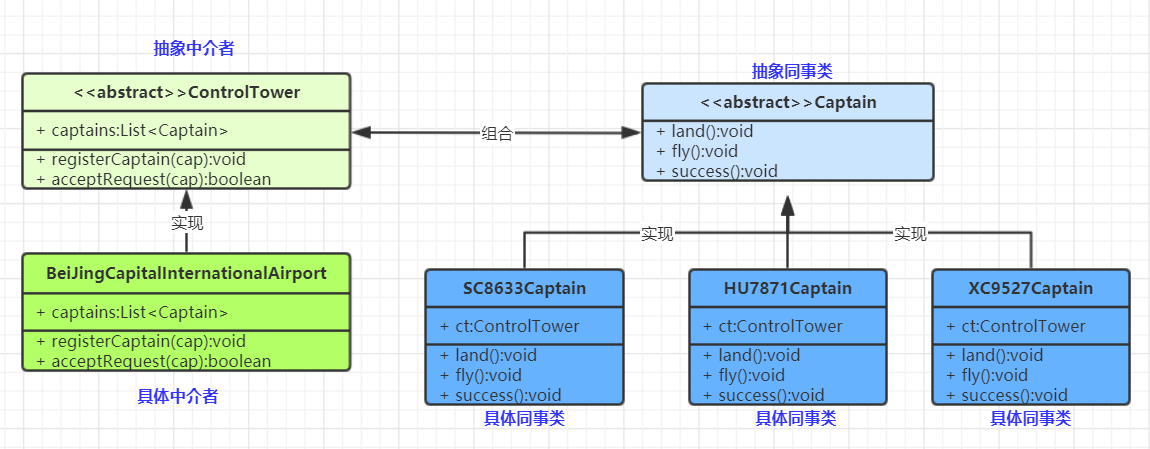 抽象中介者
<<abstract>>ControlTower
+ captains:List<Captain>
+ registerCaptain(cap):void
+ acceptRequest(cap):boolean
组合
抽象同事类
<<abstract>>Captain
+ land():void
+ fly():void
+ success():void
实现
BeiJingCapitalInternationalAirport
+ captains:List<Captain>
+ registerCaptain(cap):void
+ acceptRequest(cap):boolean
具体中介者
实现
实现
SC8633Captain
+ ct:ControlTower
+ land():void
+ fly():void
+ success():void
具体同事类
HU7871Captain
+ ct:ControlTower
+ land():void
+ fly():void
+ success():void
具体同事类
XC9527Captain
+ ct:ControlTower
+ land():void
+ fly():void
+ success():void
具体同事类